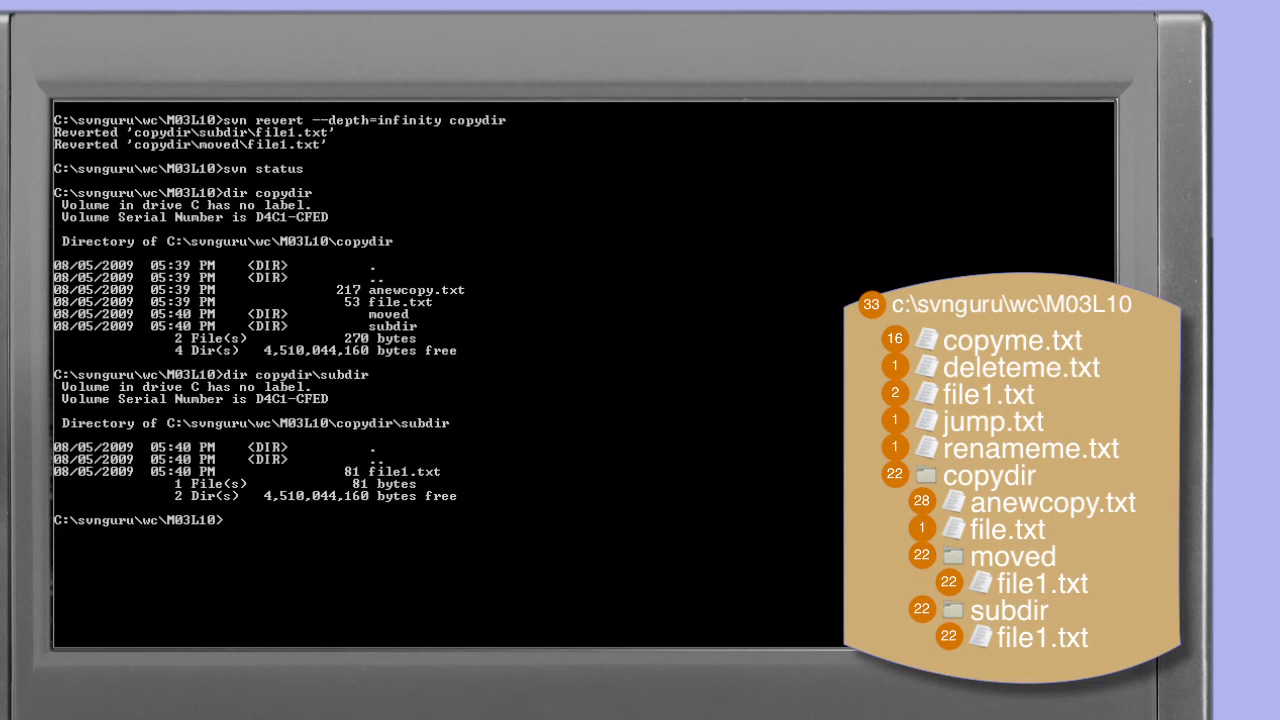 C:\svnguru\wc\M03L10>svn revert --depth=infinity copydir
Reverted 'copydir\subdir\file1.txt'
Reverted 'copydir\moved\file1.txt'
C:\svnguru\wc\M03L10>svn status
C:\svnguru\wc\M03L10>dir copydir
Volume in drive C has no label.
Volume Serial Number is D4C1-CFED
Directory of C:\svnguru\wc\M03L10\copydir
08/05/2009 05:39 PM <DIR> .
08/05/2009 05:39 PM <DIR> ..
08/05/2009 05:39 PM 217 anewcopy.txt
08/05/2009 05:39 PM 53 file.txt
08/05/2009 05:40 PM <DIR> moved
08/05/2009 05:40 PM <DIR> subdir
2 File(s) 270 bytes
4 Dir(s) 4,510,044,160 bytes free
C:\svnguru\wc\M03L10>dir copydir\subdir
Volume in drive C has no label.
Volume Serial Number is D4C1-CFED
Directory of C:\svnguru\wc\M03L10\copydir\subdir
08/05/2009 05:40 PM <DIR> .
08/05/2009 05:40 PM <DIR> ..
08/05/2009 05:40 PM 81 file1.txt
1 File(s) 81 bytes
2 Dir(s) 4,510,044,160 bytes free
C:\svnguru\wc\M03L10>
33 c:\svnguru\wc\M03L10
16 copyme.txt
1 deleteme.txt
2 file1.txt
1 jump.txt
1 renameme.txt
22 copydir
28 anewcopy.txt
1 file.txt
22 moved
22 file1.txt
22 subdir
22 file1.txt